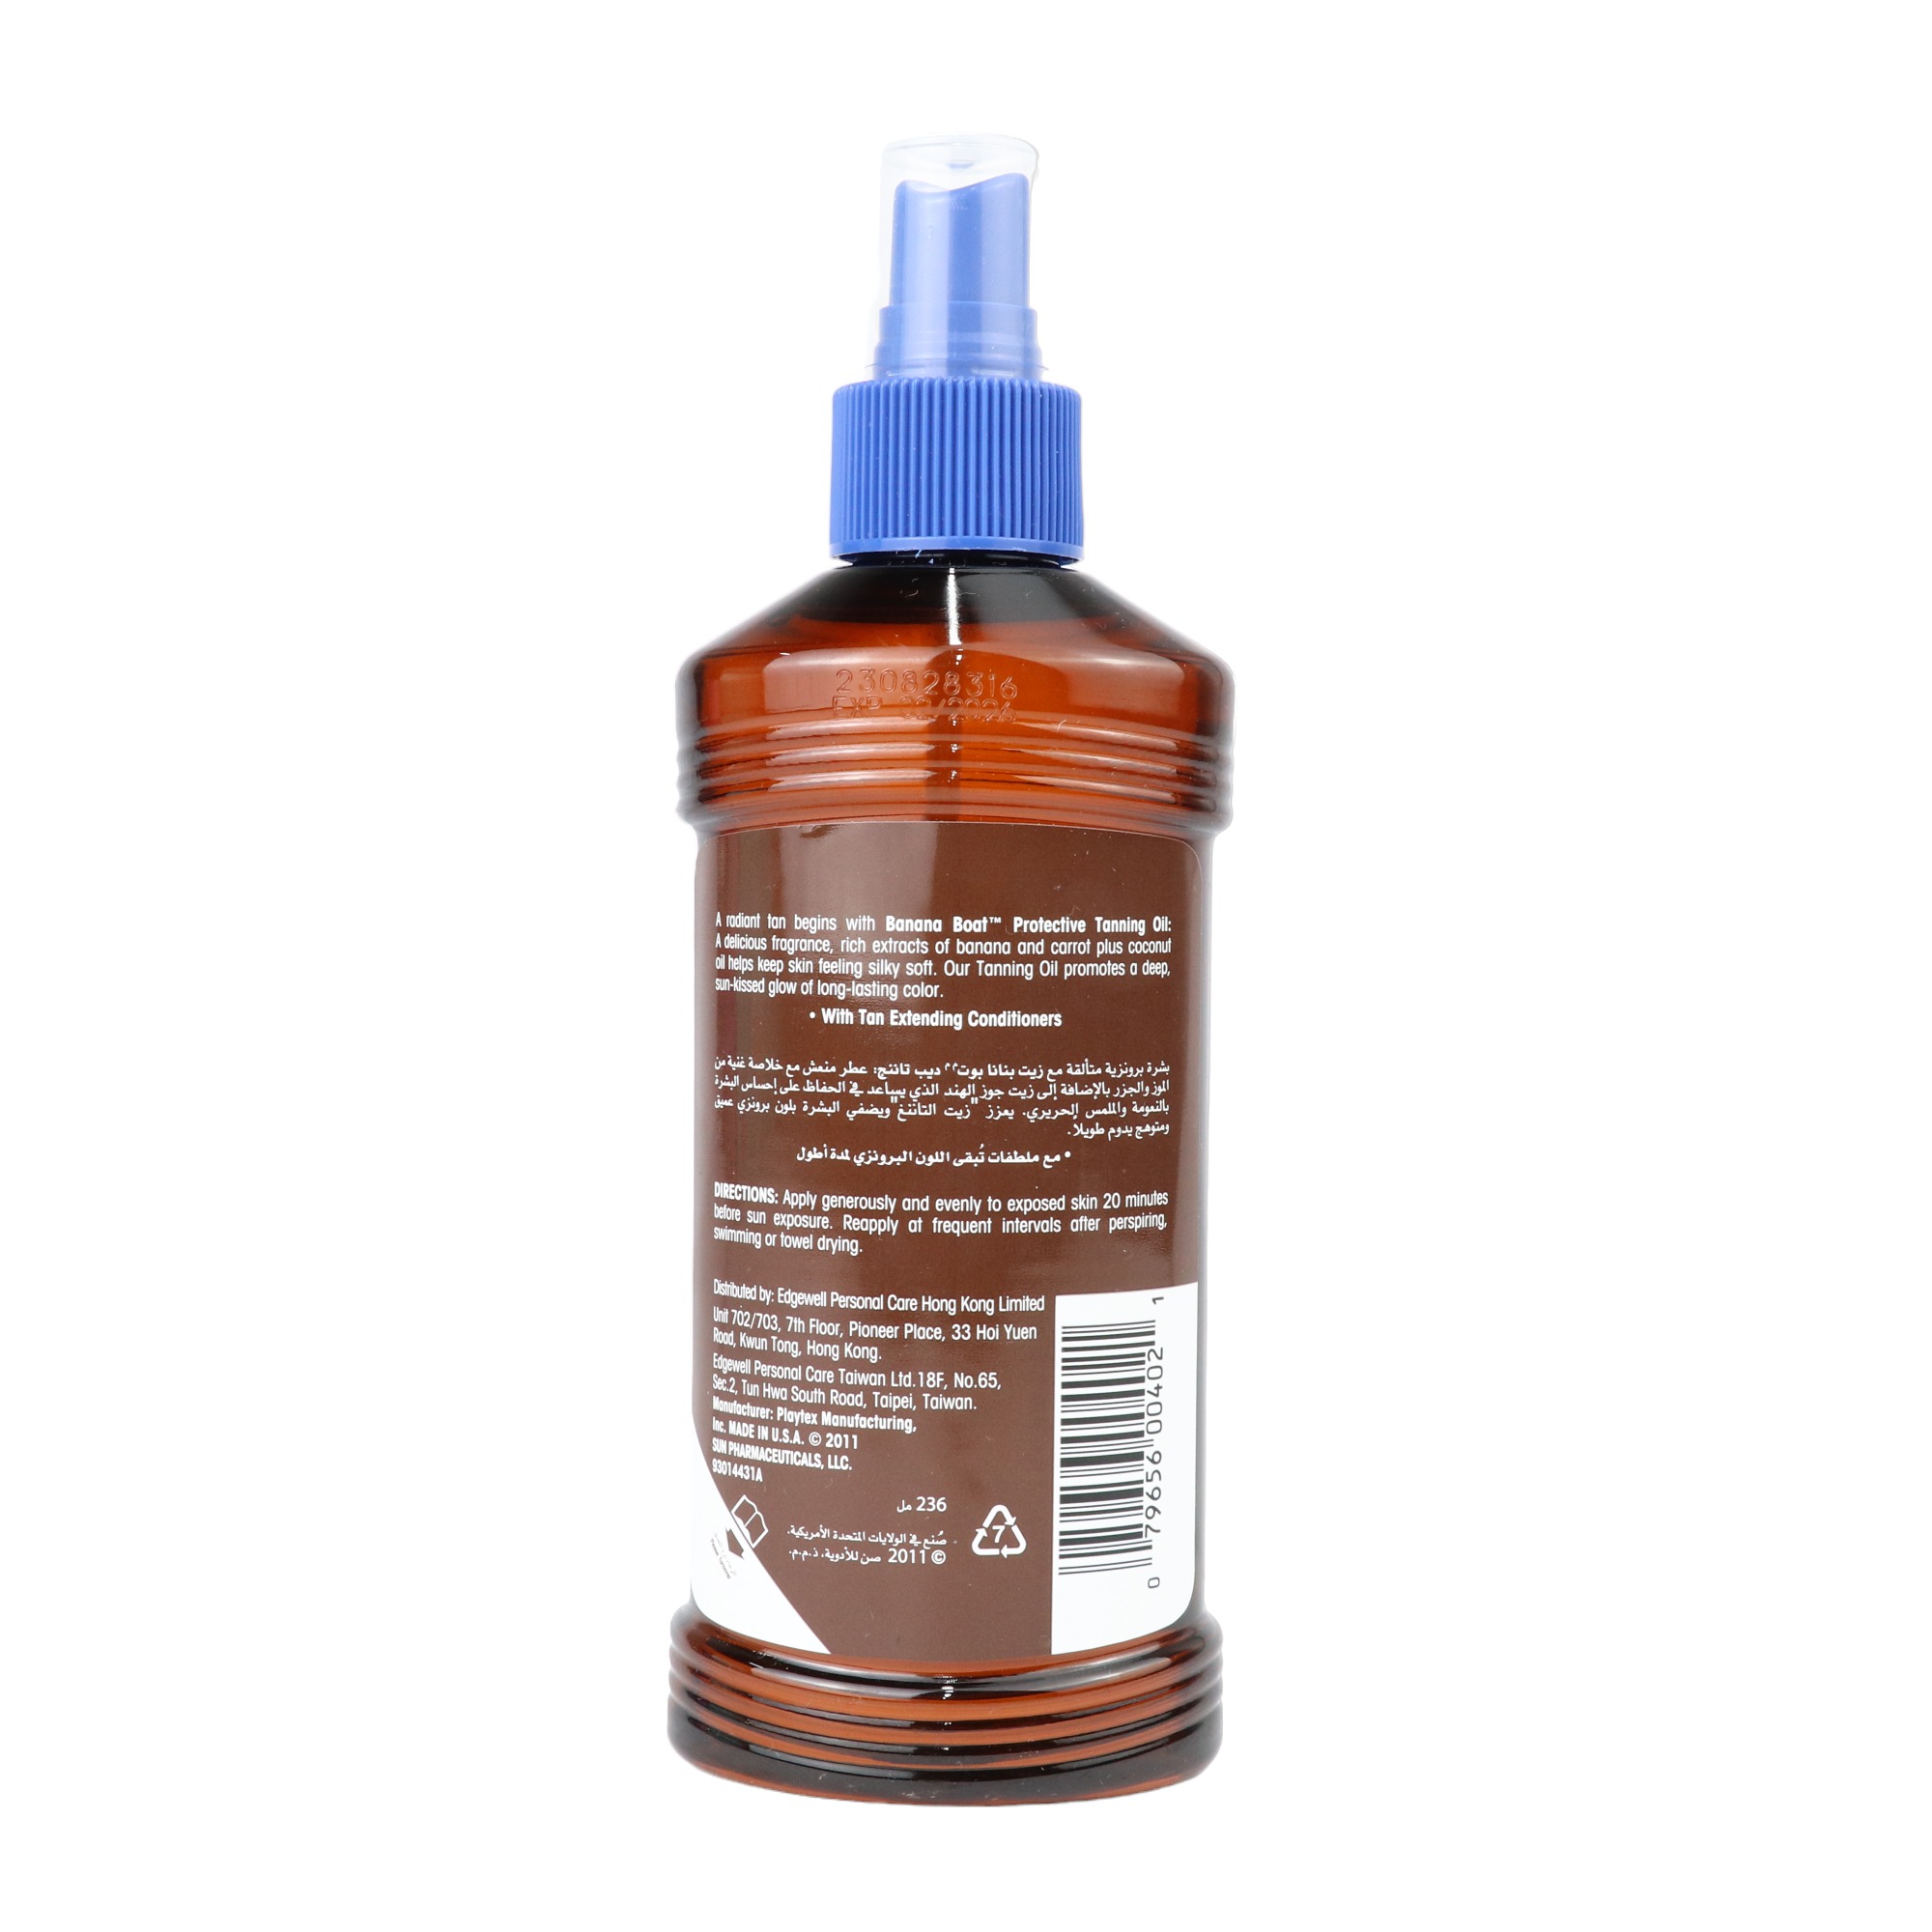 230828316
EXP 02/2026
A radiant tan begins with Banana Boat™ Protective Tanning Oil:
A delicious fragrance, rich extracts of banana and carrot plus coconut
oil helps keep skin feeling silky soft. Our Tanning Oil promotes a deep,
sun-kissed glow of long-lasting color.
• With Tan Extending Conditioners
بشرة برونزية متألقة مع زيت بنانا بوت ديب تاننج: عطر منعش مع خلاصة غنية من
الموز والجزر بالإضافة إلى زيت جوز الهند الذي يساعد في الحفاظ على إحساس البشرة
بالنعومة والملمس الحريري. يعزز "زيت التأننغ" ويضفي البشرة بلون برونزي عميق
ومتوهج يدوم طويلا.
• مع ملطفات تُبقى اللون البرونزي لمدة أطول
DIRECTIONS: Apply generously and evenly to exposed skin 20 minutes
before sun exposure. Reapply at frequent intervals after perspiring,
swimming or towel drying.
Distributed by: Edgewell Personal Care Hong Kong Limited
Unit 702/703, 7th Floor, Pioneer Place, 33 Hoi Yuen
Road, Kwun Tong, Hong Kong.
Edgewell Personal Care Taiwan Ltd.18F, No.65,
Sec.2, Tun Hwa South Road, Taipei, Taiwan.
Manufacturer: Playtex Manufacturing,
Inc. MADE IN U.S.A. © 2011
SUN PHARMACEUTICALS, LLC.
93014431A
236 مل
صُنع في الولايات المتحدة الأمريكية.
© 2011 صن للأدوية، ذ.م.م.
7
0 79656 00402 1